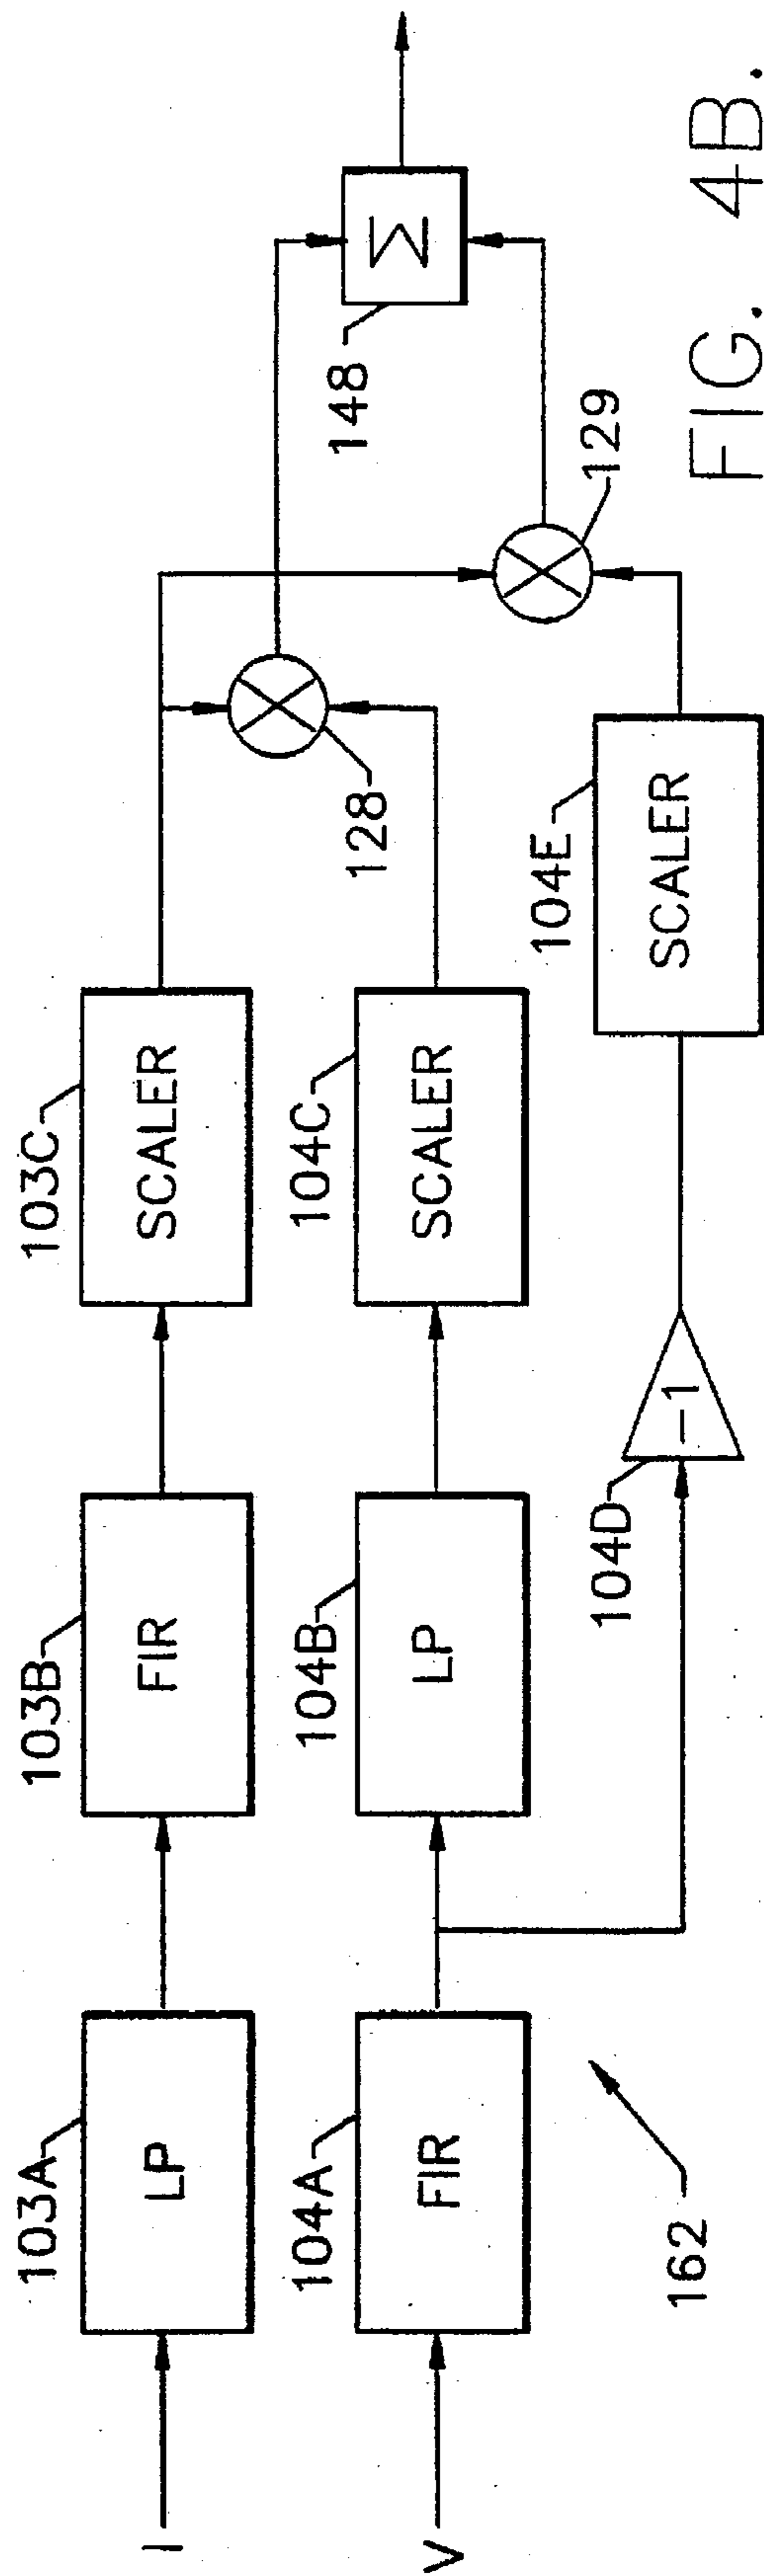 103A
103B
103C
I
LP
FIR
SCALER
128
148
Σ
104A
104B
104C
V
FIR
LP
SCALER
129
104D
-1
104E
SCALER
162
FIG. 4B.